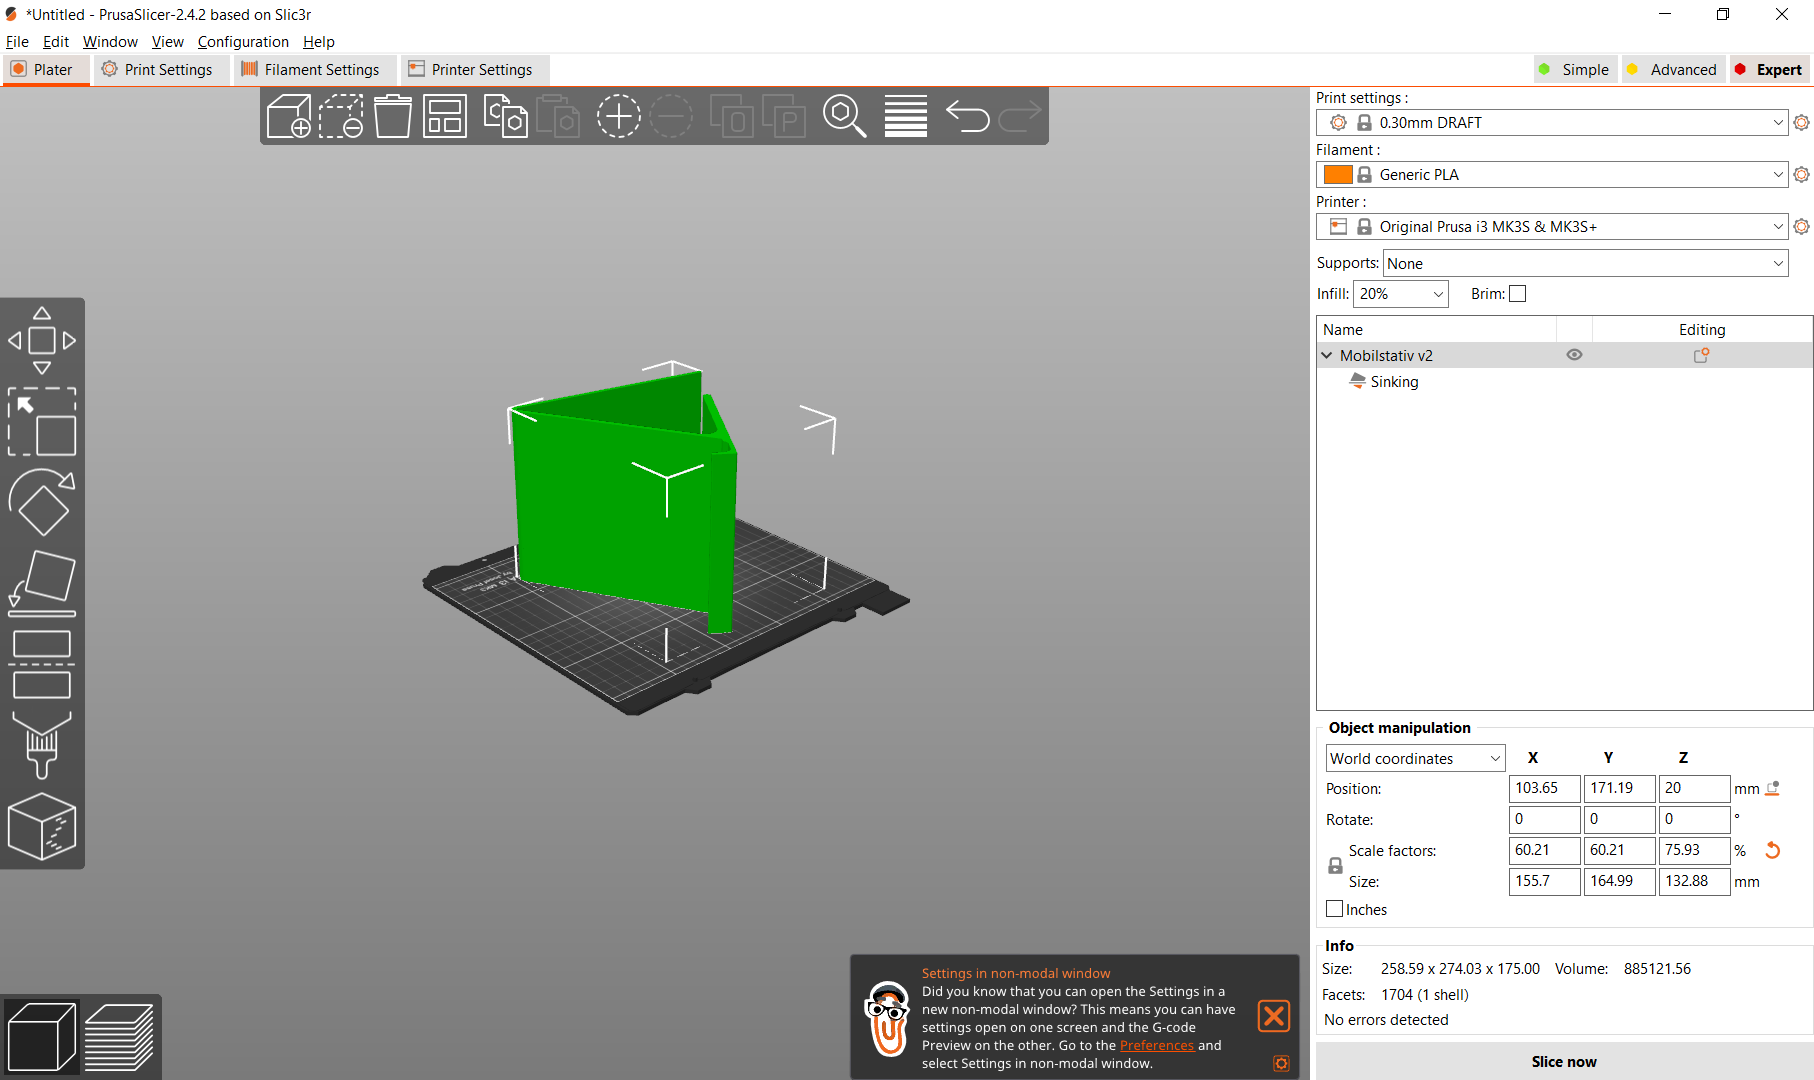 *Untitled - PrusaSlicer-2.4.2 based on Slic3r
File Edit Window View Configuration Help
Plater Print Settings Filament Settings Printer Settings Simple Advanced Expert
Print settings :
0.30mm DRAFT
Filament :
Generic PLA
Printer :
Original Prusa i3 MK3S & MK3S+
Supports: None
Infill: 20% Brim:
Name Editing
Mobilstativ v2
Sinking
Object manipulation
World coordinates X Y Z
Position: 103.65 171.19 20 mm
Rotate: 0 0 0 °
Scale factors: 60.21 60.21 75.93 %
Size: 155.7 164.99 132.88 mm
Inches
Info
Size: 258.59 x 274.03 x 175.00 Volume: 885121.56
Facets: 1704 (1 shell)
No errors detected
Slice now
Settings in non-modal window
Did you know that you can open the Settings in a
new non-modal window? This means you can have
settings open on one screen and the G-code
Preview on the other. Go to the Preferences and
select Settings in non-modal window.